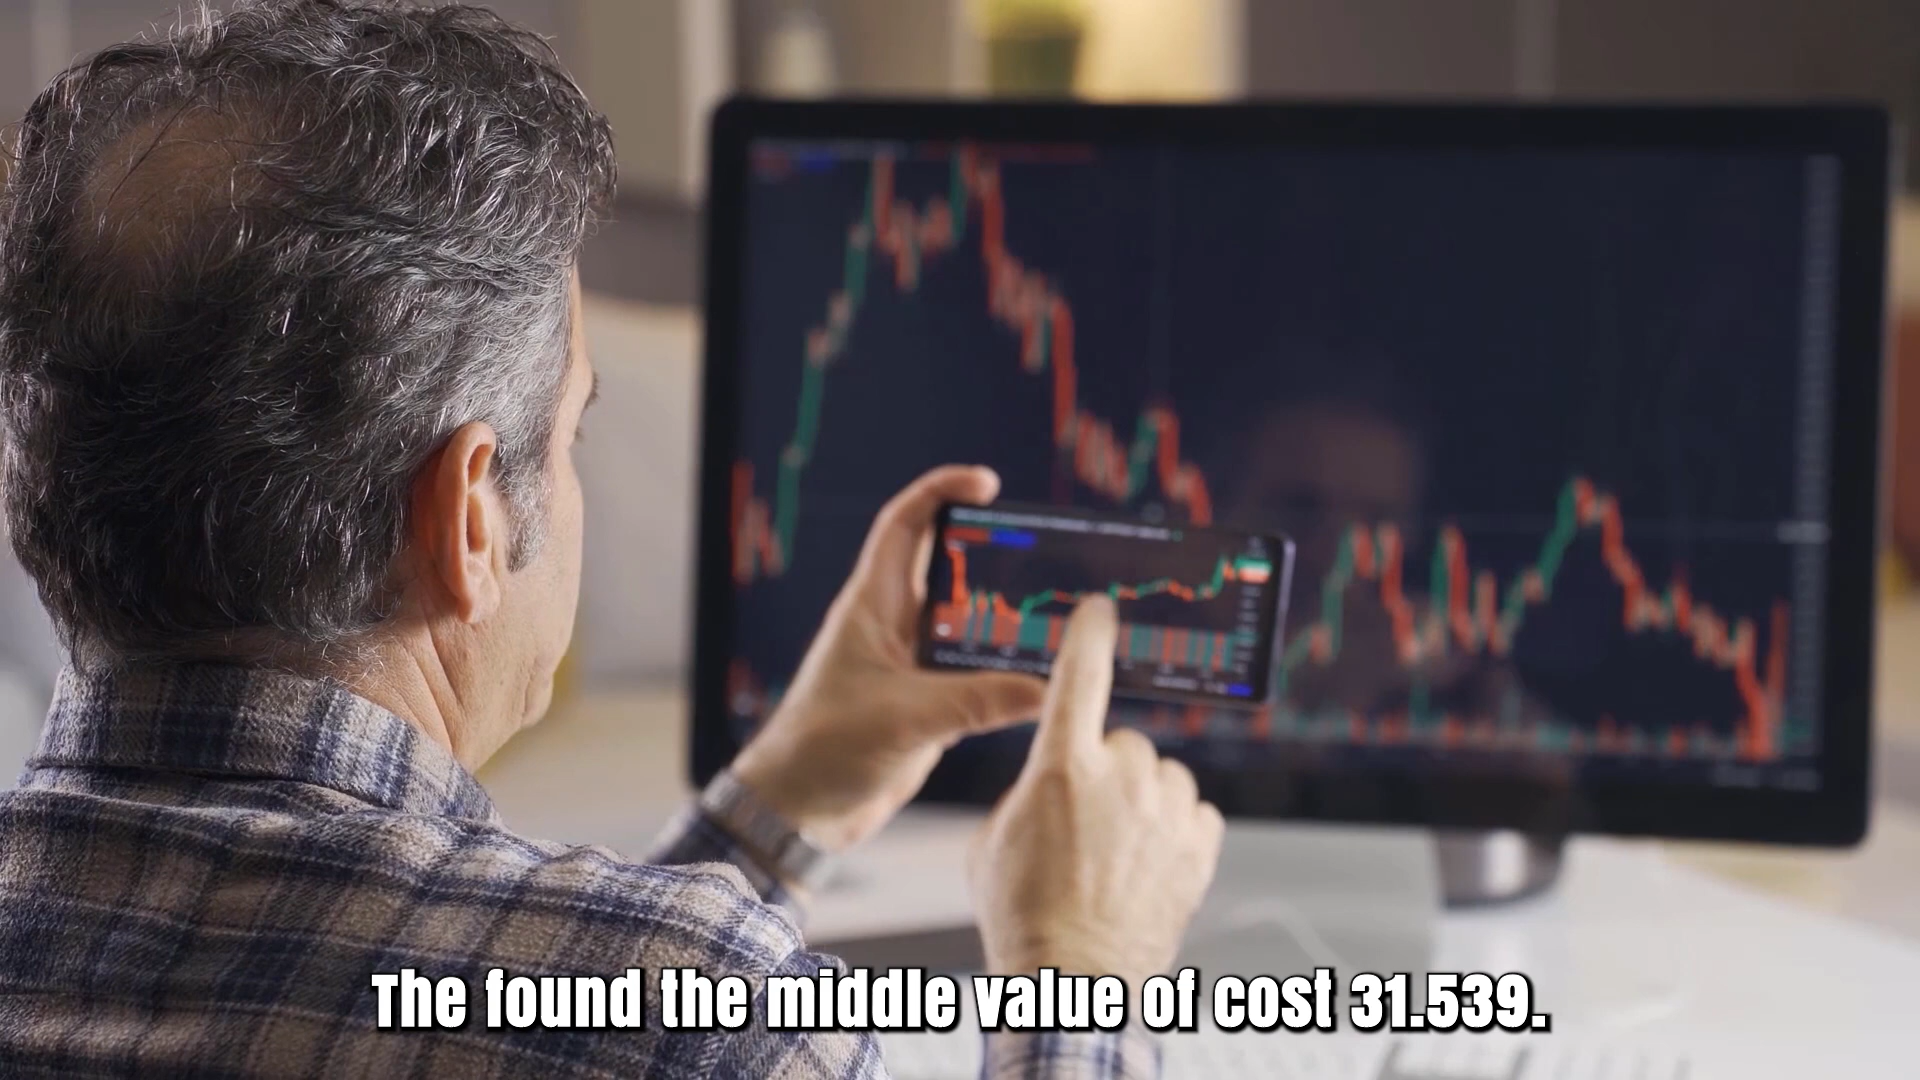 The found the middle value of cost 31.539.